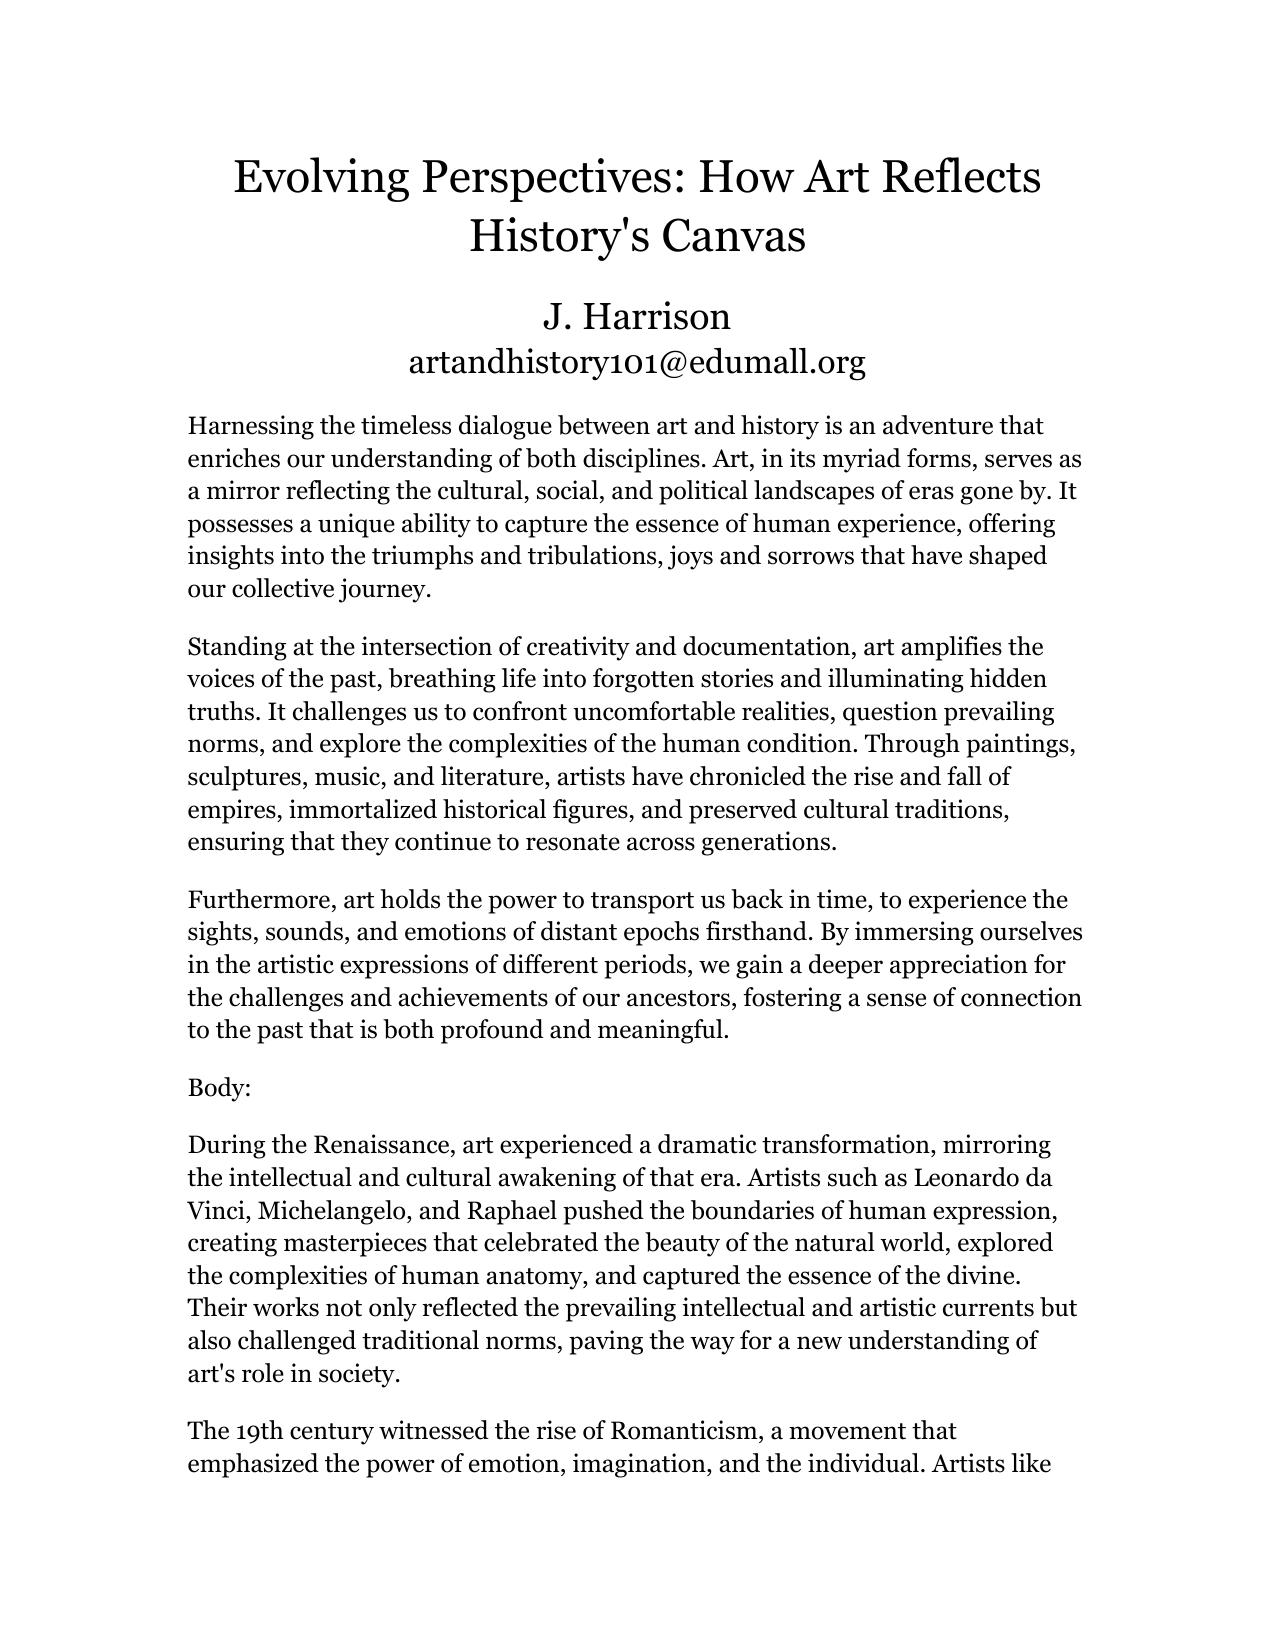 Evolving Perspectives: How Art Reflects
History's Canvas
J. Harrison
artandhistory101@edumall.org
Harnessing the timeless dialogue between art and history is an adventure that
enriches our understanding of both disciplines. Art, in its myriad forms, serves as
a mirror reflecting the cultural, social, and political landscapes of eras gone by. It
possesses a unique ability to capture the essence of human experience, offering
insights into the triumphs and tribulations, joys and sorrows that have shaped
our collective journey.
Standing at the intersection of creativity and documentation, art amplifies the
voices of the past, breathing life into forgotten stories and illuminating hidden
truths. It challenges us to confront uncomfortable realities, question prevailing
norms, and explore the complexities of the human condition. Through paintings,
sculptures, music, and literature, artists have chronicled the rise and fall of
empires, immortalized historical figures, and preserved cultural traditions,
ensuring that they continue to resonate across generations.
Furthermore, art holds the power to transport us back in time, to experience the
sights, sounds, and emotions of distant epochs firsthand. By immersing ourselves
in the artistic expressions of different periods, we gain a deeper appreciation for
the challenges and achievements of our ancestors, fostering a sense of connection
to the past that is both profound and meaningful.
Body:
During the Renaissance, art experienced a dramatic transformation, mirroring
the intellectual and cultural awakening of that era. Artists such as Leonardo da
Vinci, Michelangelo, and Raphael pushed the boundaries of human expression,
creating masterpieces that celebrated the beauty of the natural world, explored
the complexities of human anatomy, and captured the essence of the divine.
Their works not only reflected the prevailing intellectual and artistic currents but
also challenged traditional norms, paving the way for a new understanding of
art's role in society.
The 19th century witnessed the rise of Romanticism, a movement that
emphasized the power of emotion, imagination, and the individual. Artists like